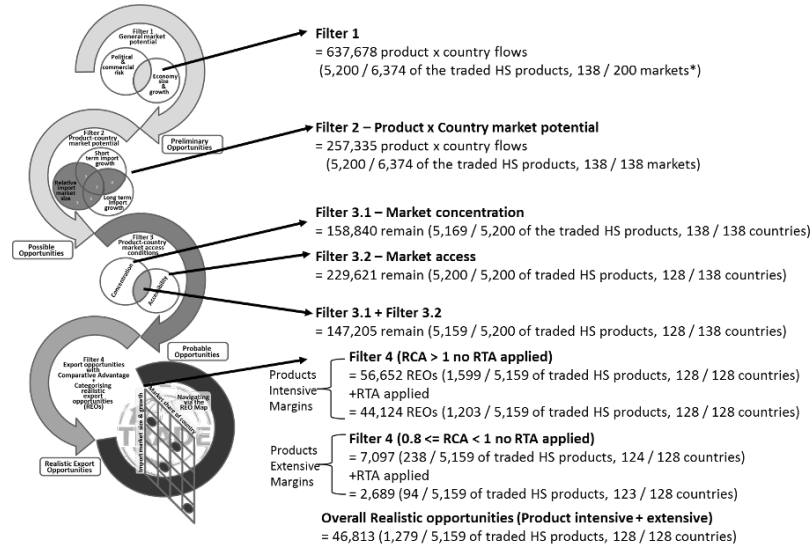 Filter 1
General market
potential
Political
&
commercial
risk
Economy
size
&
growth
Preliminary
Opportunities
Filter 2
Product-country
market potential
Short
term import
growth
Relative
import
market
size
Long term
import
growth
Possible
Opportunities
Filter 3
Product-country
market access
conditions
Concentration
Accessibility
Probable
Opportunities
Filter 4
Export opportunities
with
Comparative Advantage
+
Categorising
realistic
export
opportunities
(REOs)
Navigating
via the
REO Map
Market share of country
Import market size & growth
TRADE
Realistic Export
Opportunities
Filter 1
= 637,678 product x country flows
(5,200 / 6,374 of the traded HS products, 138 / 200 markets*)
Filter 2 – Product x Country market potential
= 257,335 product x country flows
(5,200 / 6,374 of the traded HS products, 138 / 138 markets)
Filter 3.1 – Market concentration
= 158,840 remain (5,169 / 5,200 of the traded HS products, 138 / 138 countries)
Filter 3.2 – Market access
= 229,621 remain (5,200 / 5,200 of traded HS products, 128 / 138 countries)
Filter 3.1 + Filter 3.2
= 147,205 remain (5,159 / 5,200 of traded HS products, 128 / 138 countries)
Products
Intensive
Margins
Filter 4 (RCA > 1 no RTA applied)
= 56,652 REOs (1,599 / 5,159 of traded HS products, 128 / 128 countries)
+RTA applied
= 44,124 REOs (1,203 / 5,159 of traded HS products, 128 / 128 countries)
Products
Extensive
Margins
Filter 4 (0.8 <= RCA < 1 no RTA applied)
= 7,097 (238 / 5,159 of traded HS products, 124 / 128 countries)
+RTA applied
= 2,689 (94 / 5,159 of traded HS products, 123 / 128 countries)
Overall Realistic opportunities (Product intensive + extensive)
= 46,813 (1,279 / 5,159 of traded HS products, 128 / 128 countries)